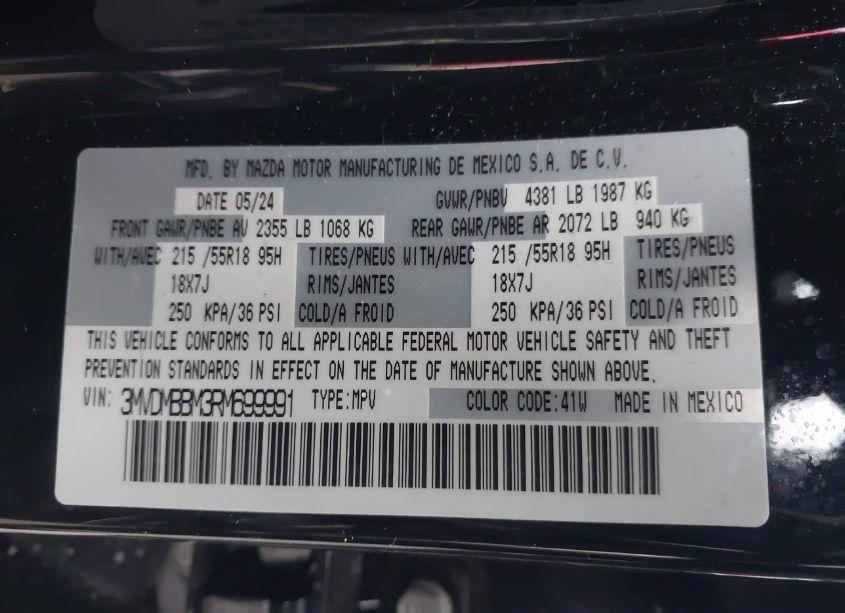 MFD. BY MAZDA MOTOR MANUFACTURING DE MEXICO S.A. DE C.V.
DATE 05/24 GVWR/PNBV 4381 LB 1987 KG
FRONT GAWR/PNBE AV 2355 LB 1068 KG REAR GAWR/PNBE AR 2072 LB 940 KG
WITH/AVEC 215 /55R18 95H TIRES/PNEUS WITH/AVEC 215 /55R18 95H TIRES/PNEUS
18X7J RIMS/JANTES 18X7J RIMS/JANTES
250 KPA/36 PSI COLD/A FROID 250 KPA/36 PSI COLD/A FROID
THIS VEHICLE CONFORMS TO ALL APPLICABLE FEDERAL MOTOR VEHICLE SAFETY AND THEFT
PREVENTION STANDARDS IN EFFECT ON THE DATE OF MANUFACTURE SHOWN ABOVE.
VIN: 3MVDMBBM3RM699991 TYPE:MPV COLOR CODE:41W MADE IN MEXICO